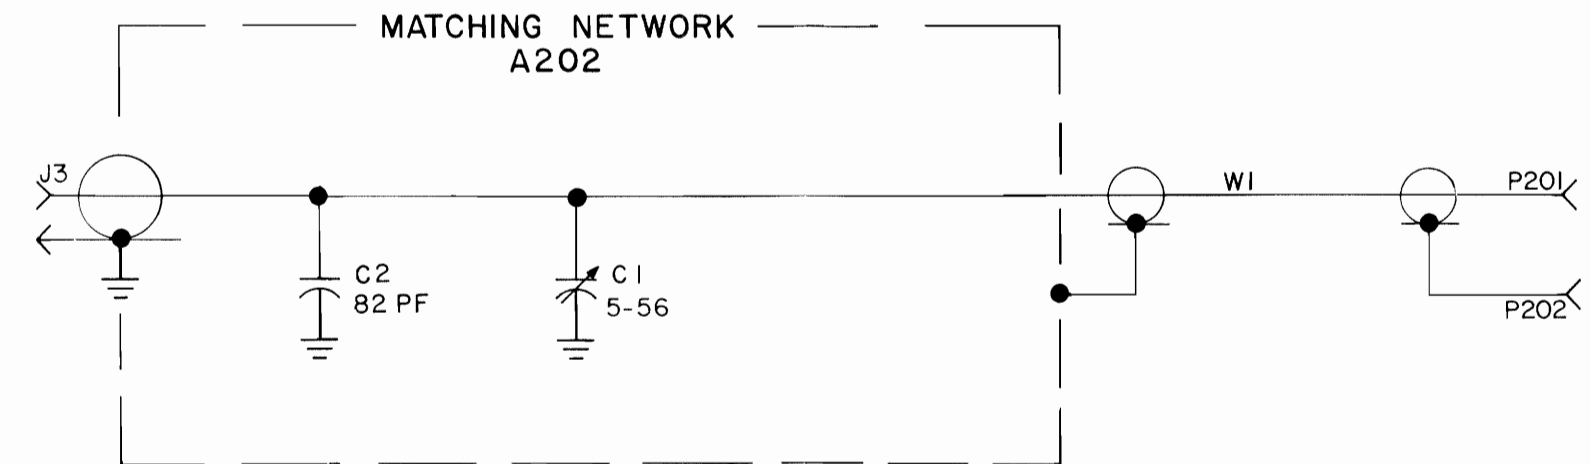 MATCHING NETWORK
A202
J3
W1
P201
C2
82 PF
C1
5-56
P202